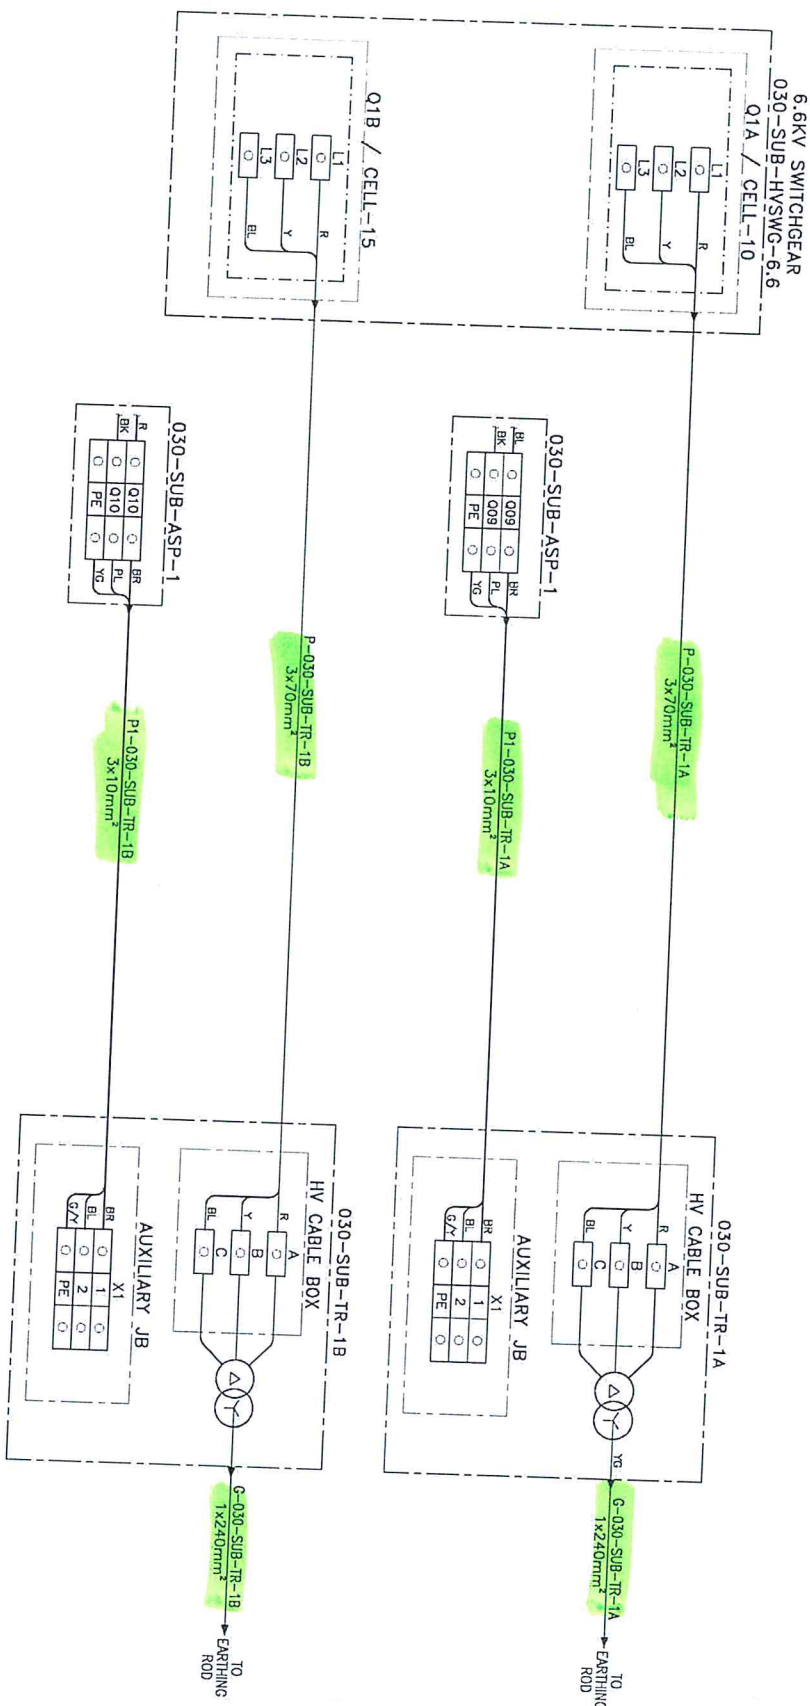 6.6KV SWITCHGEAR
030-SUB-HVSWG-6.6
Q1A / CELL-10
L1
L2
L3
R
Y
BL
P-030-SUB-TR-1A
3x70mm²
030-SUB-TR-1A
HV CABLE BOX
R
Y
BL
A
B
C
YG
G-030-SUB-TR-1A
1x240mm²
TO
EARTHING
ROD
030-SUB-ASP-1
BL
BK
Q09
Q09
PE
BR
PL
YG
P1-030-SUB-TR-1A
3x10mm²
AUXILIARY JB
X1
BR
BL
G/Y
1
2
PE
Q1B / CELL-15
L1
L2
L3
R
Y
BL
P-030-SUB-TR-1B
3x70mm²
030-SUB-TR-1B
HV CABLE BOX
R
Y
BL
A
B
C
G-030-SUB-TR-1B
1x240mm²
TO
EARTHING
ROD
030-SUB-ASP-1
R
BK
Q10
Q10
PE
BR
PL
YG
P1-030-SUB-TR-1B
3x10mm²
AUXILIARY JB
X1
BR
BL
G/Y
1
2
PE